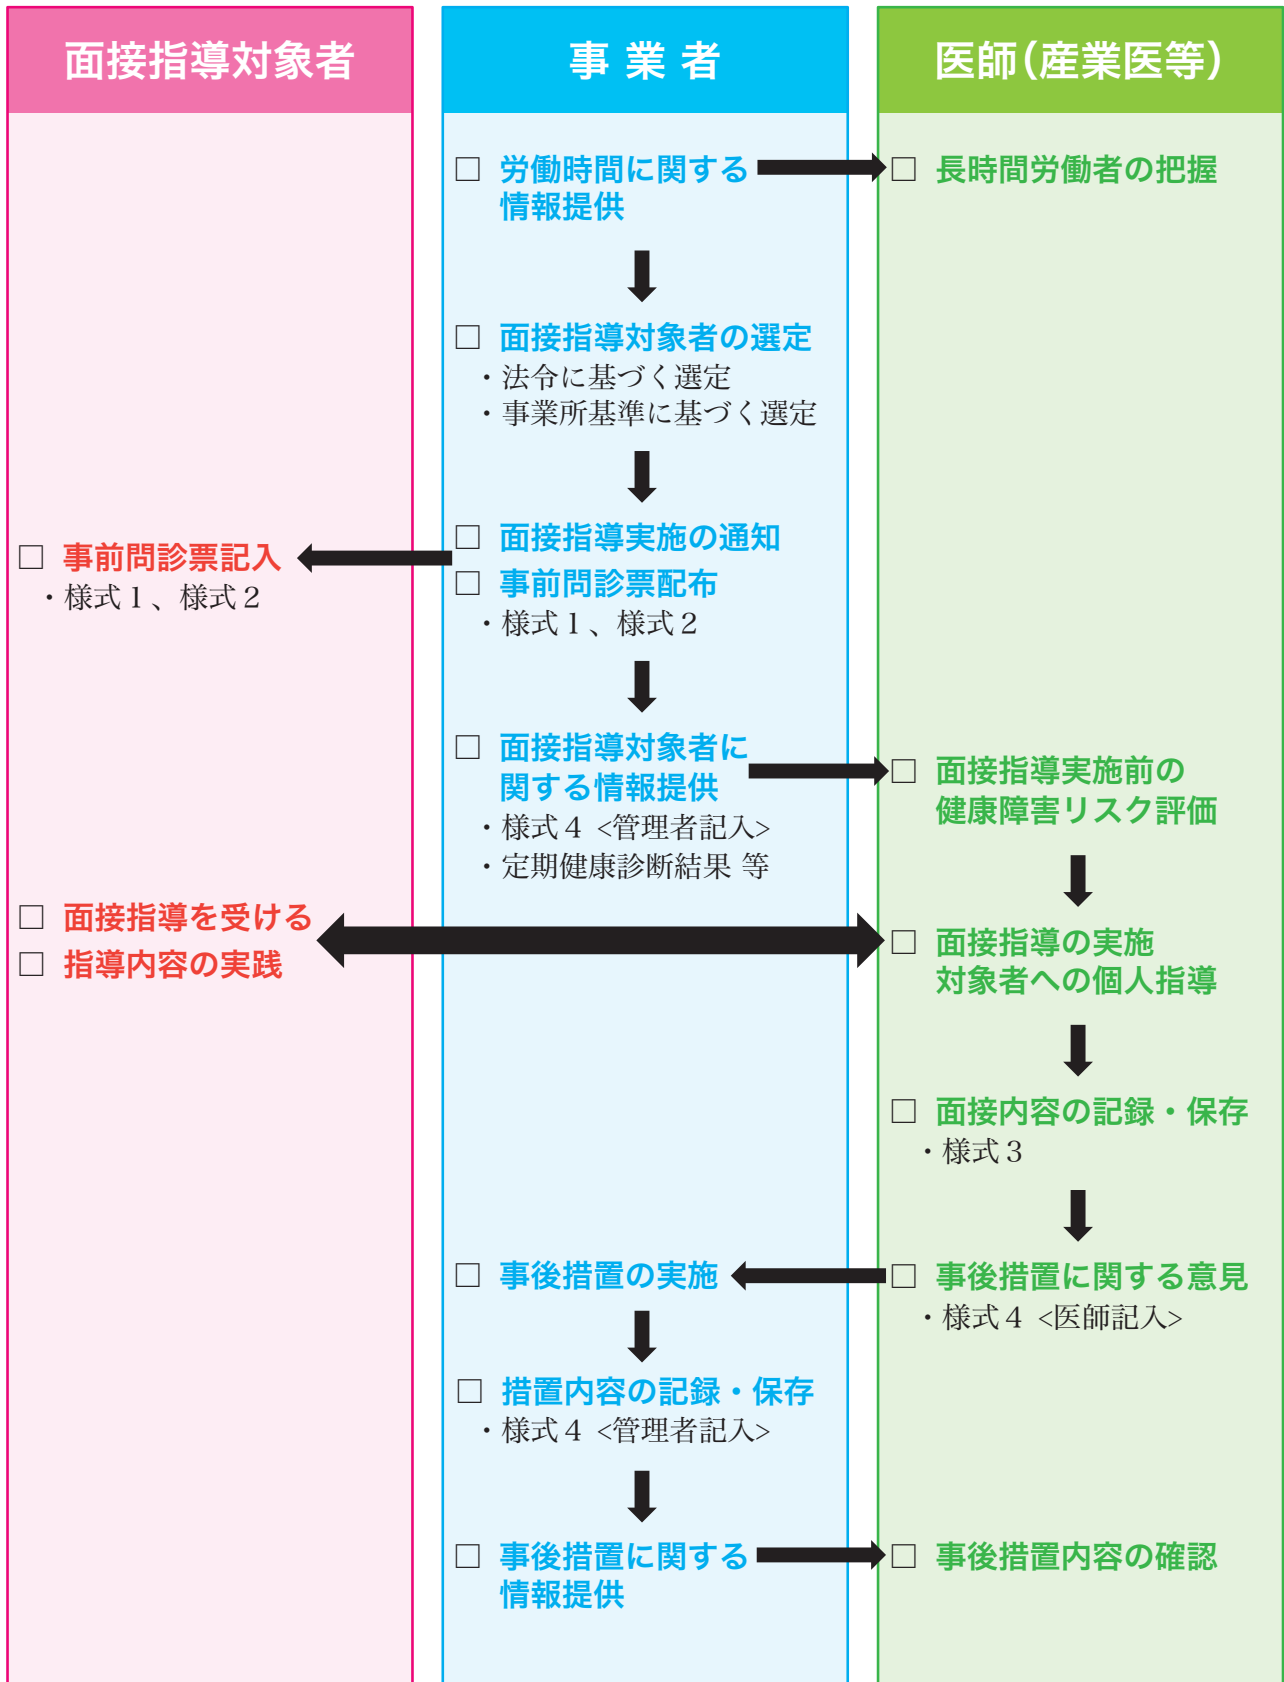 面接指導対象者
事業者
医師（産業医等）
□ 労働時間に関する
情報提供
□ 長時間労働者の把握
□ 面接指導対象者の選定
・法令に基づく選定
・事業所基準に基づく選定
□ 面接指導実施の通知
□ 事前問診票配布
・様式１、様式２
□ 事前問診票記入
・様式１、様式２
□ 面接指導対象者に
関する情報提供
・様式４ <管理者記入>
・定期健康診断結果 等
□ 面接指導実施前の
健康障害リスク評価
□ 面接指導を受ける
□ 指導内容の実践
□ 面接指導の実施
対象者への個人指導
□ 面接内容の記録・保存
・様式３
□ 事後措置に関する意見
・様式４ <医師記入>
□ 事後措置の実施
□ 措置内容の記録・保存
・様式４ <管理者記入>
□ 事後措置に関する
情報提供
□ 事後措置内容の確認